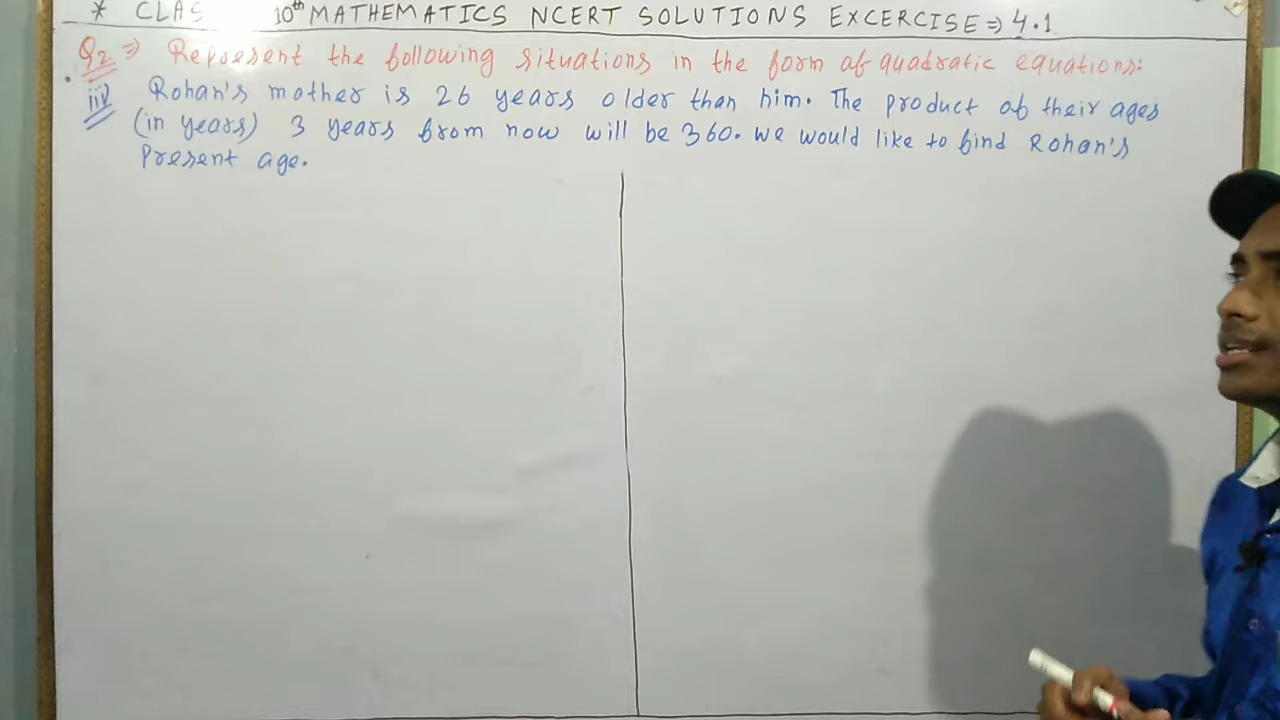 * CLAS 10th MATHEMATICS NCERT SOLUTIONS EXCERCISE ⇒ 4.1
Q2 ⇒ Represent the following situations in the form of quadratic equations:
iii) Rohan's mother is 26 years older than him. The product of their ages
(in years) 3 years from now will be 360. We would like to find Rohan's
Present age.